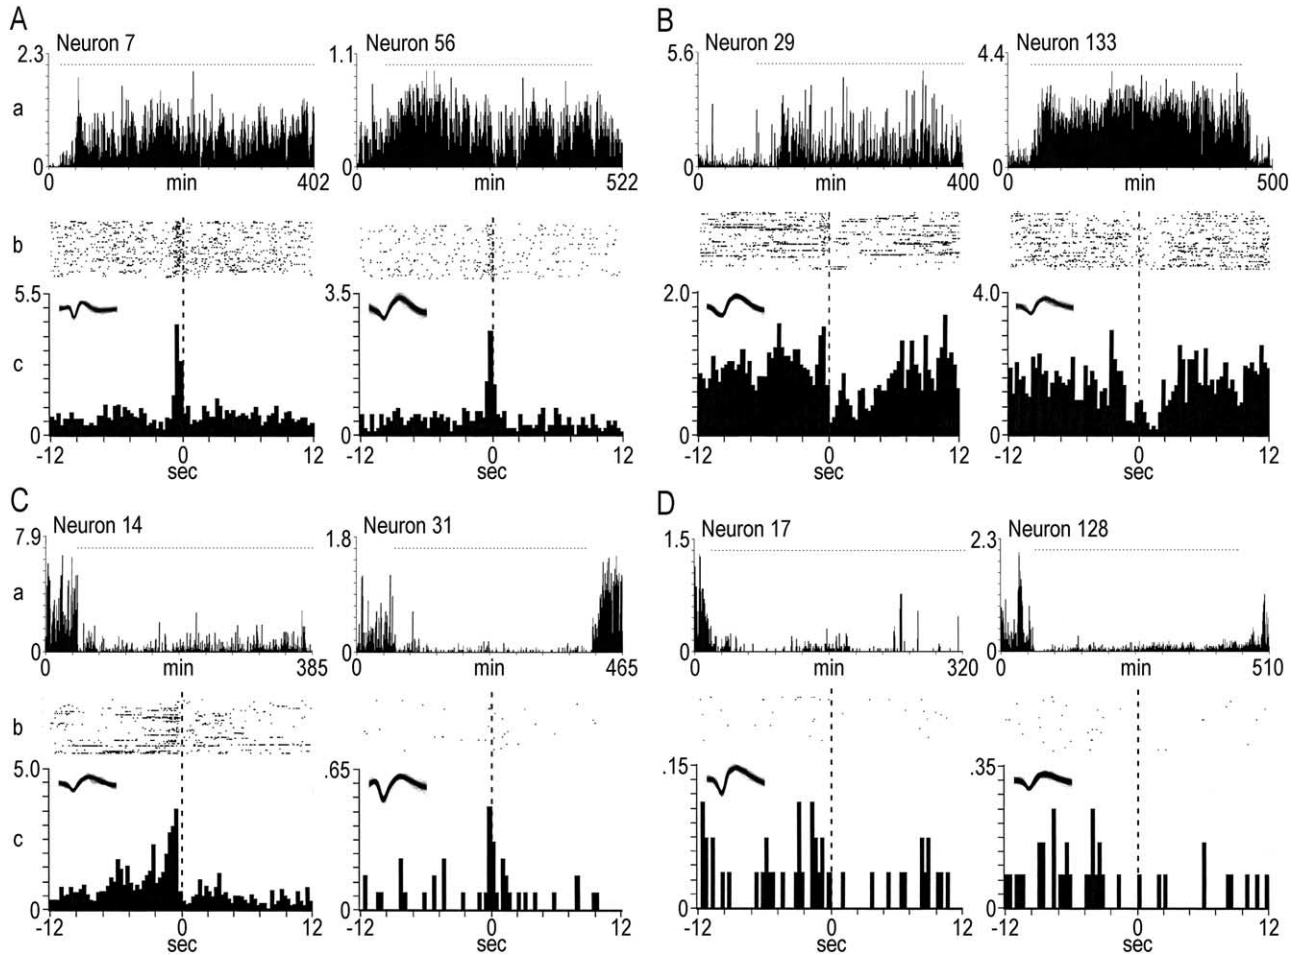 A
B
Neuron 7
Neuron 56
Neuron 29
Neuron 133
2.3
1.1
5.6
4.4
a
0
0
0
0
0 min 402
0 min 522
0 min 400
0 min 500
b
5.5
3.5
2.0
4.0
c
0
0
0
0
-12 0 12
-12 0 12
-12 0 12
-12 0 12
sec
sec
sec
sec
C
D
Neuron 14
Neuron 31
Neuron 17
Neuron 128
7.9
1.8
1.5
2.3
a
0
0
0
0
0 min 385
0 min 465
0 min 320
0 min 510
b
5.0
.65
.15
.35
c
0
0
0
0
-12 0 12
-12 0 12
-12 0 12
-12 0 12
sec
sec
sec
sec